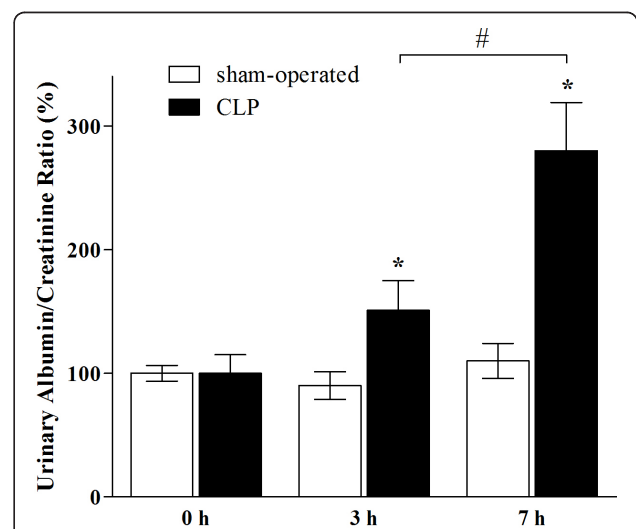 #
sham-operated
CLP
*
*
Urinary Albumin/Creatinine Ratio (%)
300
200
100
0
0 h
3 h
7 h